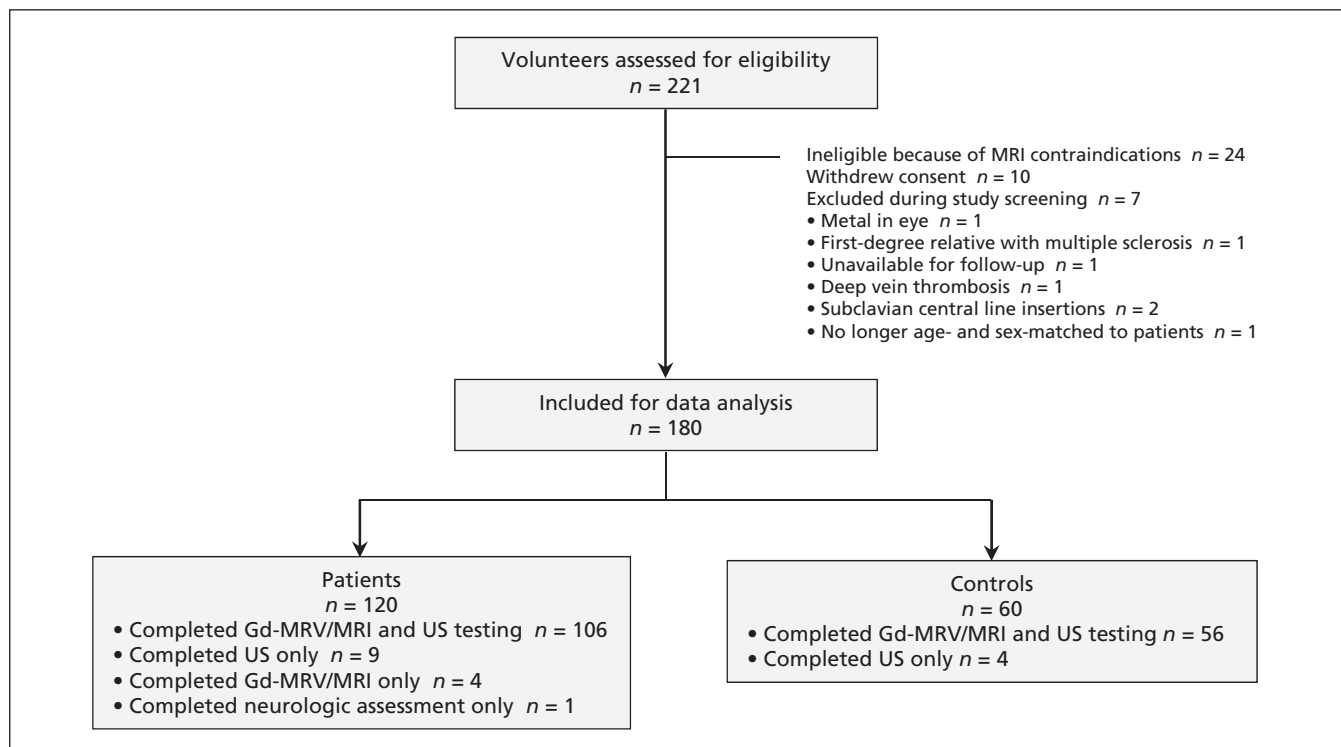 Volunteers assessed for eligibility
n = 221
Ineligible because of MRI contraindications n = 24
Withdrew consent n = 10
Excluded during study screening n = 7
• Metal in eye n = 1
• First-degree relative with multiple sclerosis n = 1
• Unavailable for follow-up n = 1
• Deep vein thrombosis n = 1
• Subclavian central line insertions n = 2
• No longer age- and sex-matched to patients n = 1
Included for data analysis
n = 180
Patients
n = 120
• Completed Gd-MRV/MRI and US testing n = 106
• Completed US only n = 9
• Completed Gd-MRV/MRI only n = 4
• Completed neurologic assessment only n = 1
Controls
n = 60
• Completed Gd-MRV/MRI and US testing n = 56
• Completed US only n = 4